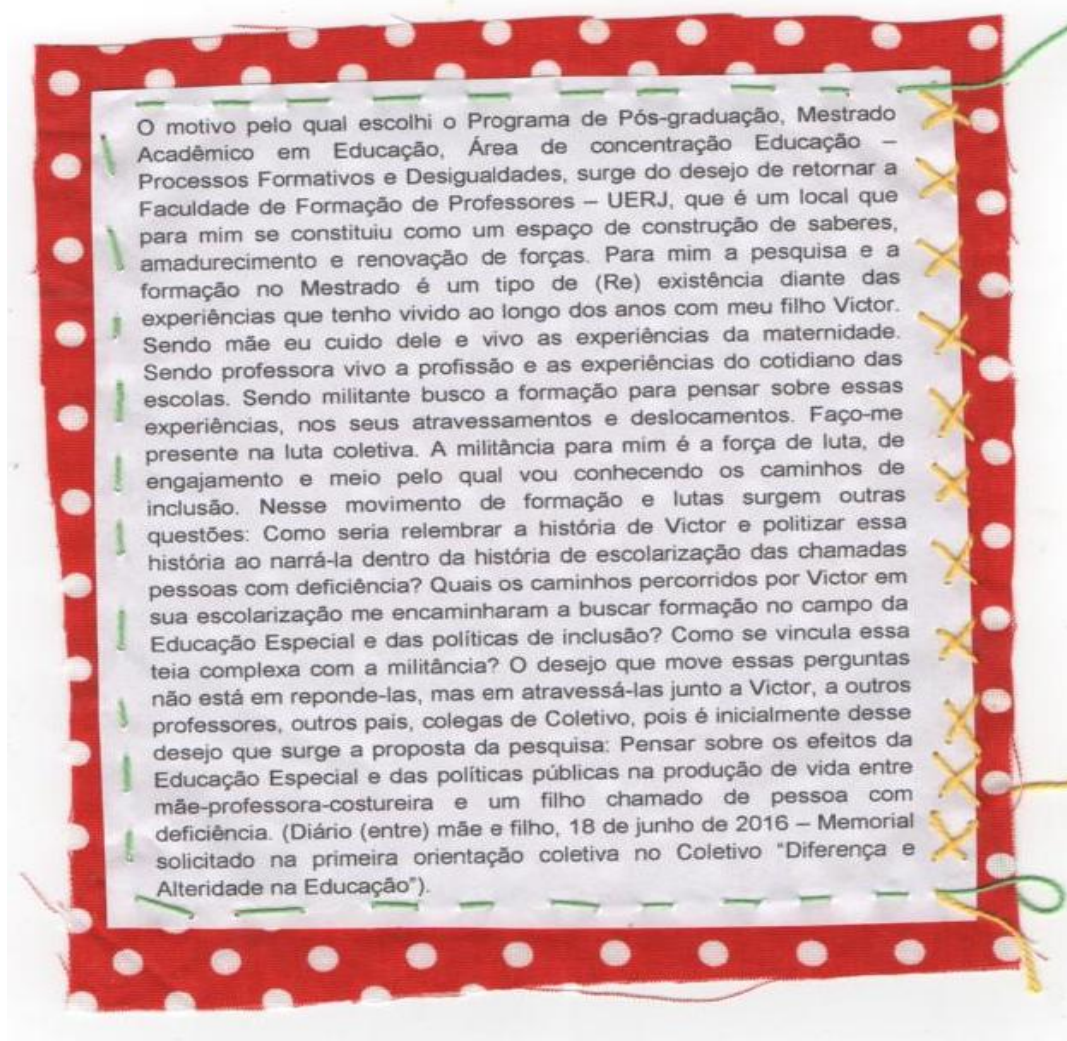 O motivo pelo qual escolhi o Programa de Pós-graduação, Mestrado
Acadêmico em Educação, Área de concentração Educação –
Processos Formativos e Desigualdades, surge do desejo de retornar a
Faculdade de Formação de Professores – UERJ, que é um local que
para mim se constituiu como um espaço de construção de saberes,
amadurecimento e renovação de forças. Para mim a pesquisa e a
formação no Mestrado é um tipo de (Re) existência diante das
experiências que tenho vivido ao longo dos anos com meu filho Victor.
Sendo mãe eu cuido dele e vivo as experiências da maternidade.
Sendo professora vivo a profissão e as experiências do cotidiano das
escolas. Sendo militante busco a formação para pensar sobre essas
experiências, nos seus atravessamentos e deslocamentos. Faço-me
presente na luta coletiva. A militância para mim é a força de luta, de
engajamento e meio pelo qual vou conhecendo os caminhos de
inclusão. Nesse movimento de formação e lutas surgem outras
questões: Como seria relembrar a história de Victor e politizar essa
história ao narrá-la dentro da história de escolarização das chamadas
pessoas com deficiência? Quais os caminhos percorridos por Victor em
sua escolarização me encaminharam a buscar formação no campo da
Educação Especial e das políticas de inclusão? Como se vincula essa
teia complexa com a militância? O desejo que move essas perguntas
não está em reponde-las, mas em atravessá-las junto a Victor, a outros
professores, outros pais, colegas de Coletivo, pois é inicialmente desse
desejo que surge a proposta da pesquisa: Pensar sobre os efeitos da
Educação Especial e das políticas públicas na produção de vida entre
mãe-professora-costureira e um filho chamado de pessoa com
deficiência. (Diário (entre) mãe e filho, 18 de junho de 2016 – Memorial
solicitado na primeira orientação coletiva no Coletivo “Diferença e
Alteridade na Educação”).